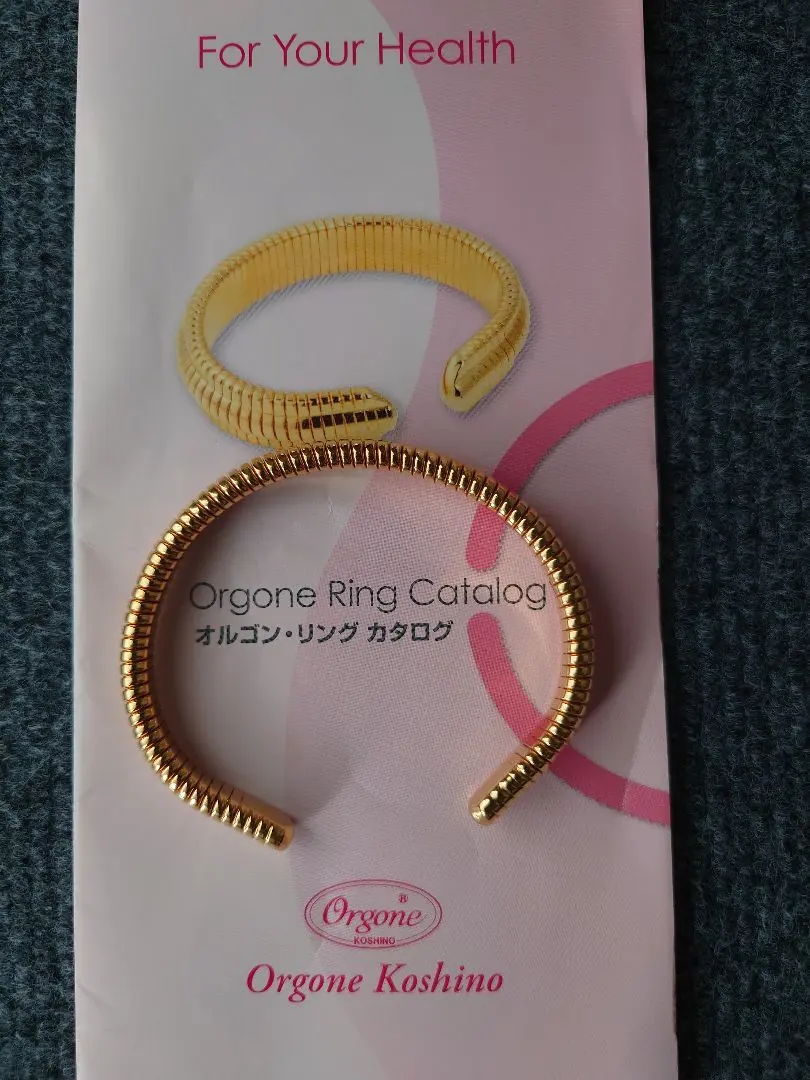 For Your Health
Orgone Ring Catalog
オルゴン・リング カタログ
Orgone ®
KOSHINO
Orgone Koshino